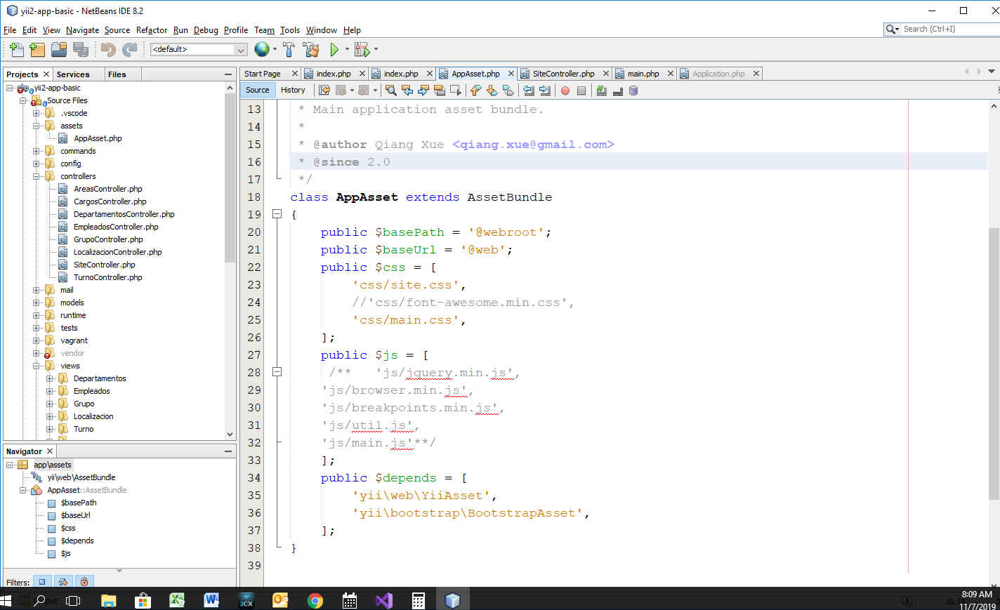 yii2-app-basic - NetBeans IDE 8.2
File Edit View Navigate Source Refactor Run Debug Profile Team Tools Window Help
Search (Ctrl+I)
<default>
Projects Services Files
Start Page index.php index.php AppAsset.php SiteController.php main.php Application.php
Source History
yii2-app-basic
Source Files
.vscode
assets
AppAsset.php
commands
config
controllers
AreasController.php
CargosController.php
DepartamentosController.php
EmpleadosController.php
GrupoController.php
LocalizacionController.php
SiteController.php
TurnoController.php
mail
models
runtime
tests
vagrant
vendor
views
Departamentos
Empleados
Grupo
Localizacion
Turno
Navigator
app\assets
yii\web\AssetBundle
AppAsset::AssetBundle
$basePath
$baseUrl
$css
$depends
$js
Filters:
13 * Main application asset bundle.
14 *
15 * @author Qiang Xue <qiang.xue@gmail.com>
16 * @since 2.0
17 */
18 class AppAsset extends AssetBundle
19 {
20 public $basePath = '@webroot';
21 public $baseUrl = '@web';
22 public $css = [
23 'css/site.css',
24 //'css/font-awesome.min.css',
25 'css/main.css',
26 ];
27 public $js = [
28 /** 'js/jquery.min.js',
29 'js/browser.min.js',
30 'js/breakpoints.min.js',
31 'js/util.js',
32 'js/main.js'**/
33 ];
34 public $depends = [
35 'yii\web\YiiAsset',
36 'yii\bootstrap\BootstrapAsset',
37 ];
38 }
39
Output
3CX
8:09 AM
11/7/2019